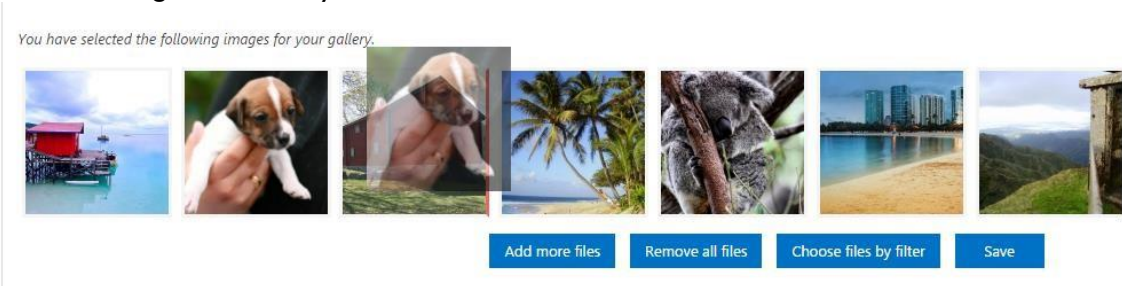 You have selected the following images for your gallery.
Add more files
Remove all files
Choose files by filter
Save